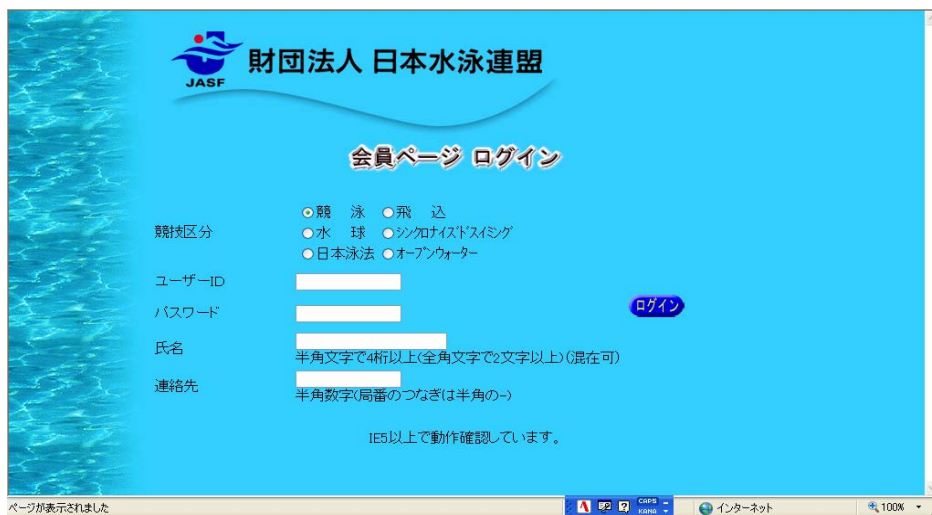 JASF
財団法人 日本水泳連盟
会員ページ ログイン
競技区分
競 泳 飛 込
水 球 シンクロナイズドスイミング
日本泳法 オープンウォーター
ユーザーID
パスワード
ログイン
氏名
半角文字で4桁以上(全角文字で2文字以上)(混在可)
連絡先
半角数字(局番のつなぎは半角の-)
IE5以上で動作確認しています。
ページが表示されました
A
CAPS
KANA
インターネット
100%